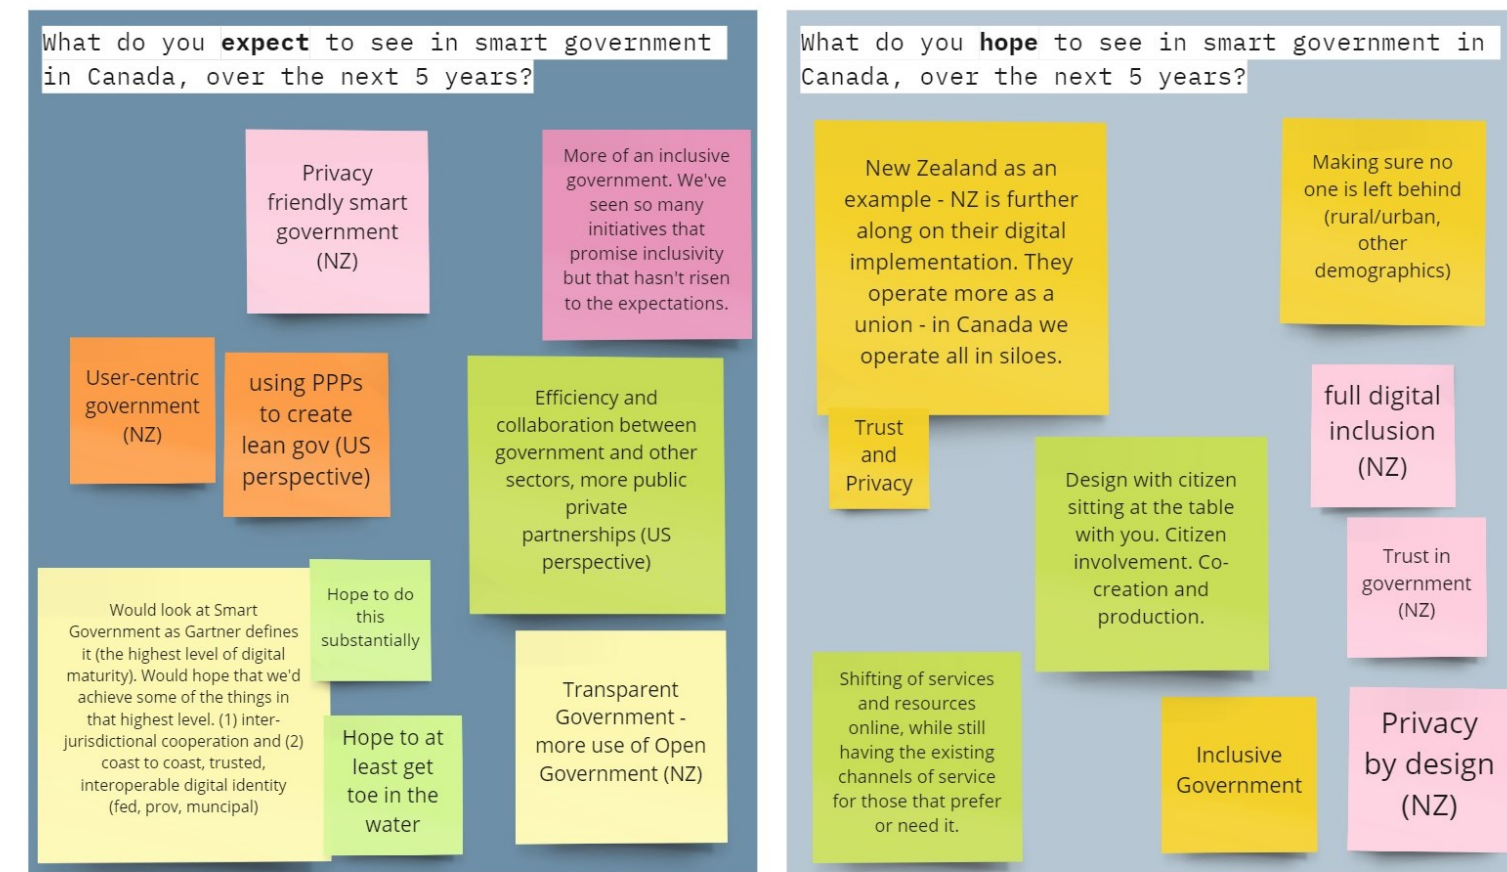 What do you expect to see in smart government
in Canada, over the next 5 years?
Privacy
friendly smart
government
(NZ)
More of an inclusive
government. We've
seen so many
initiatives that
promise inclusivity
but that hasn't risen
to the expectations.
User-centric
government
(NZ)
using PPPs
to create
lean gov (US
perspective)
Efficiency and
collaboration between
government and other
sectors, more public
private
partnerships (US
perspective)
Would look at Smart
Government as Gartner defines
it (the highest level of digital
maturity). Would hope that we'd
achieve some of the things in
that highest level. (1) inter-
jurisdictional cooperation and (2)
coast to coast, trusted,
interoperable digital identity
(fed, prov, muncipal)
Hope to do
this
substantially
Hope to at
least get
toe in the
water
Transparent
Government -
more use of Open
Government (NZ)
What do you hope to see in smart government in
Canada, over the next 5 years?
New Zealand as an
example - NZ is further
along on their digital
implementation. They
operate more as a
union - in Canada we
operate all in siloes.
Making sure no
one is left behind
(rural/urban,
other
demographics)
Trust
and
Privacy
full digital
inclusion
(NZ)
Design with citizen
sitting at the table
with you. Citizen
involvement. Co-
creation and
production.
Trust in
government
(NZ)
Shifting of services
and resources
online, while still
having the existing
channels of service
for those that prefer
or need it.
Inclusive
Government
Privacy
by design
(NZ)